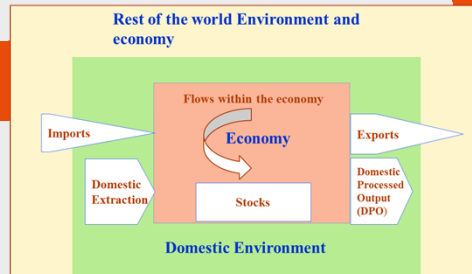 Rest of the world Environment and
economy
Flows within the economy
Imports
Economy
Exports
Domestic
Extraction
Stocks
Domestic
Processed
Output
(DPO)
Domestic Environment